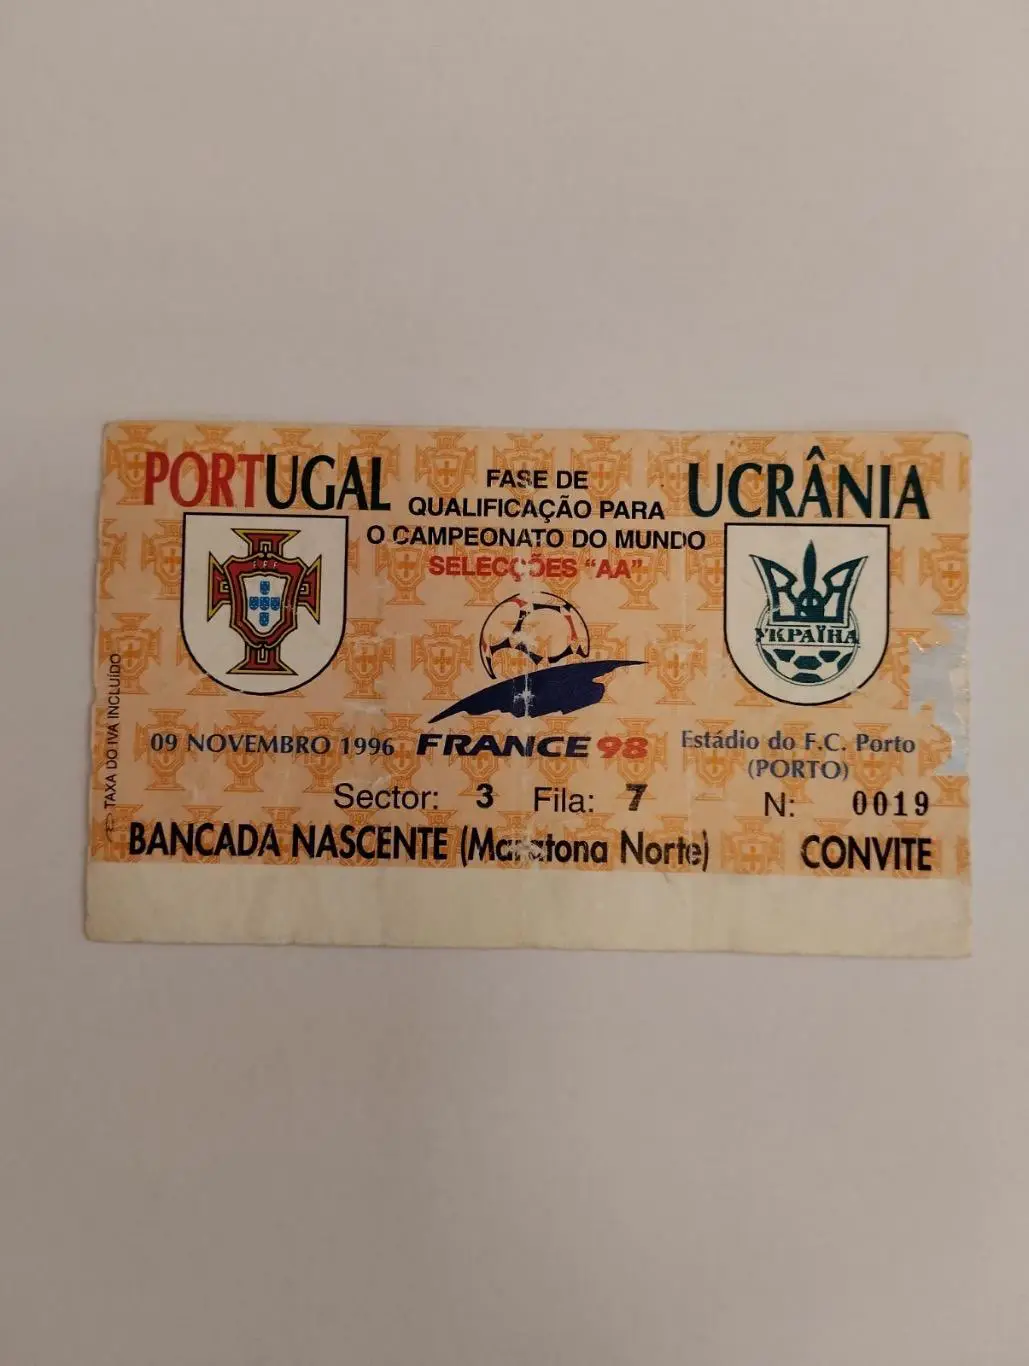 PORTUGAL
FASE DE
QUALIFICAÇÃO PARA
O CAMPEONATO DO MUNDO
SELECÇÕES "AA"
UCRÂNIA
F P F
УКРАЇНА
TAXA DO IVA INCLUÍDO
09 NOVEMBRO 1996
FRANCE 98
Estádio do F.C. Porto
(PORTO)
Sector: 3 Fila: 7 N: 0019
BANCADA NASCENTE (Maratona Norte) CONVITE